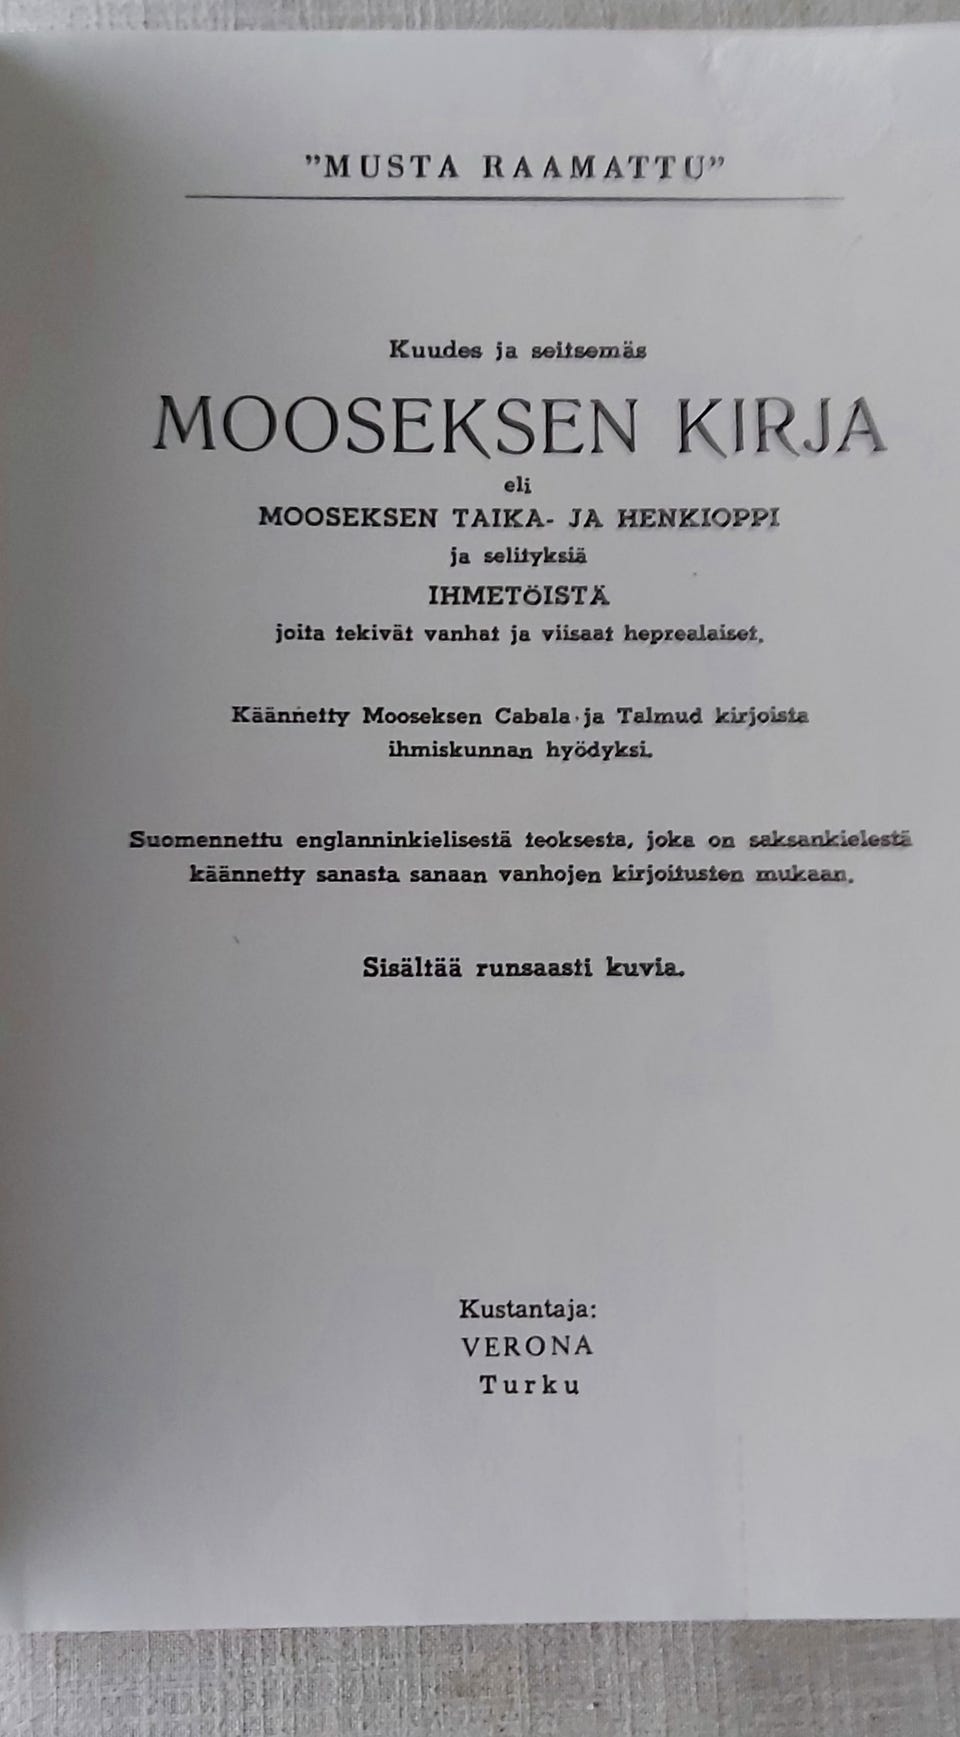 ”MUSTA RAAMATTU”
Kuudes ja seitsemäs
MOOSEKSEN KIRJA
eli
MOOSEKSEN TAIKA- JA HENKIOPPI
ja selityksiä
IHMETÖISTÄ
joita tekivät vanhat ja viisaat heprealaiset.
Käännetty Mooseksen Cabala ja Talmud kirjoista
ihmiskunnan hyödyksi.
Suomennettu englanninkielisestä teoksesta, joka on saksankielestä
käännetty sanasta sanaan vanhojen kirjoitusten mukaan.
Sisältää runsaasti kuvia.
Kustantaja:
VERONA
Turku